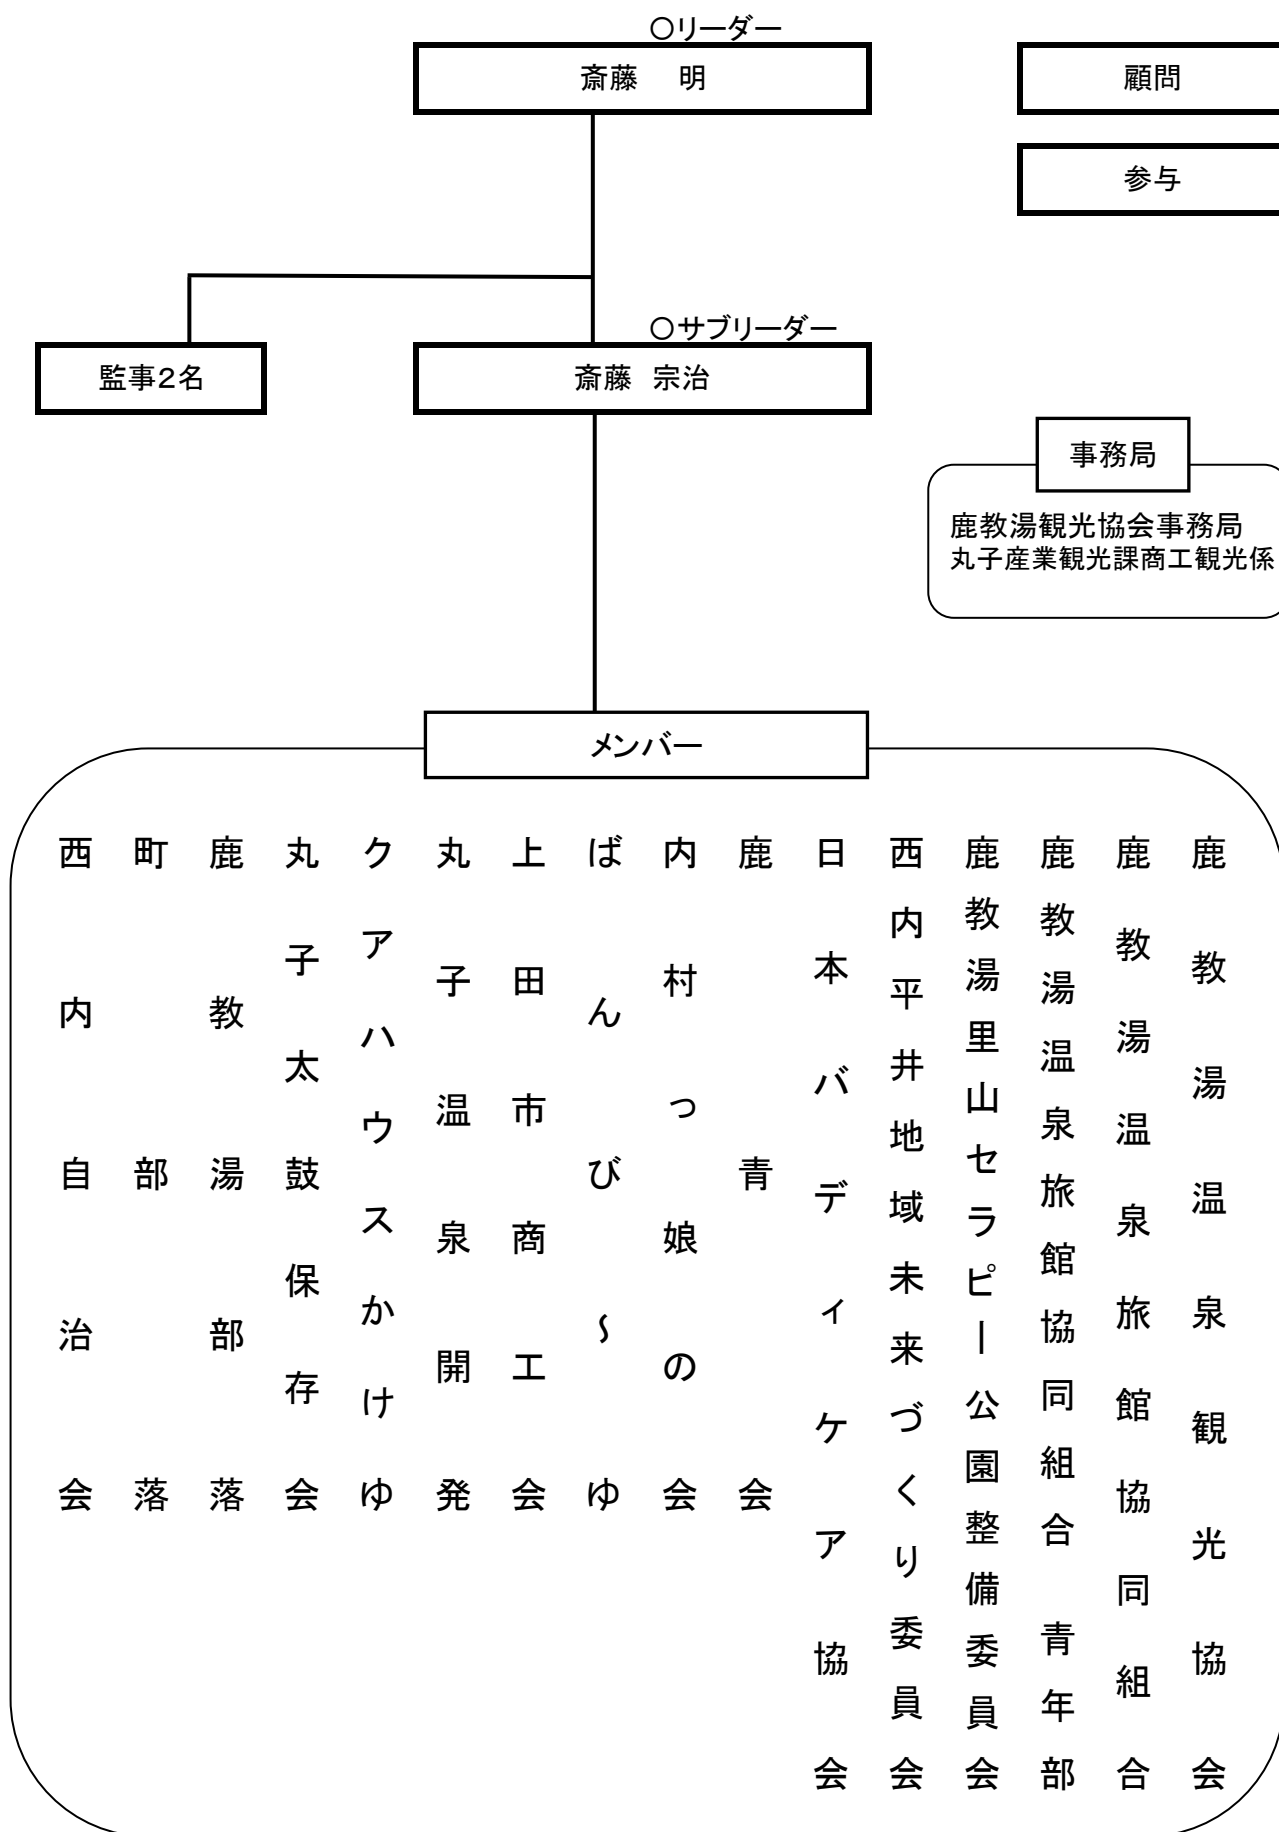 ○リーダー
斎藤　明
顧問
参与
○サブリーダー
監事2名
斎藤　宗治
事務局
鹿教湯観光協会事務局
丸子産業観光課商工観光係
メンバー
鹿教湯温泉観光協会
鹿教湯温泉旅館協同組合
鹿教湯温泉旅館協同組合　青年部
鹿教湯里山セラピー公園整備委員会
西内平井地域未来づくり委員会
日本バディィケア協会
鹿青会
内村っ娘の会
ばんび～ゆ
上田市商工会
丸子温泉開発
クアハウスかけゆ
丸子太鼓保存会
鹿教湯部落
町部落
西内自治会